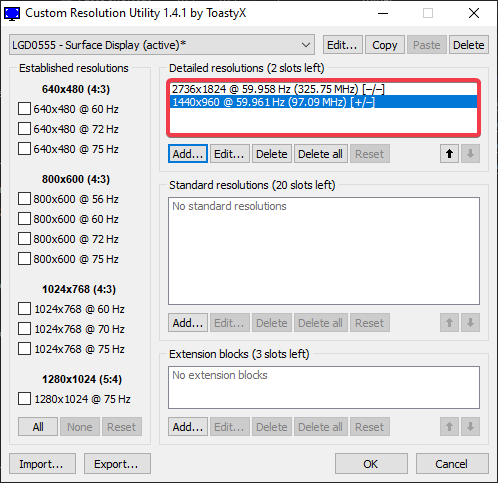 Custom Resolution Utility 1.4.1 by ToastyX
LGD0555 - Surface Display (active)*
Edit...
Copy
Paste
Delete
Established resolutions
640x480 (4:3)
640x480 @ 60 Hz
640x480 @ 72 Hz
640x480 @ 75 Hz
800x600 (4:3)
800x600 @ 56 Hz
800x600 @ 60 Hz
800x600 @ 72 Hz
800x600 @ 75 Hz
1024x768 (4:3)
1024x768 @ 60 Hz
1024x768 @ 70 Hz
1024x768 @ 75 Hz
1280x1024 (5:4)
1280x1024 @ 75 Hz
All
None
Reset
Detailed resolutions (2 slots left)
2736x1824 @ 59.958 Hz (325.75 MHz) [–/–]
1440x960 @ 59.961 Hz (97.09 MHz) [+/–]
Add...
Edit...
Delete
Delete all
Reset
Standard resolutions (20 slots left)
No standard resolutions
Add...
Edit...
Delete
Delete all
Reset
Extension blocks (3 slots left)
No extension blocks
Add...
Edit...
Delete
Delete all
Reset
Import...
Export...
OK
Cancel